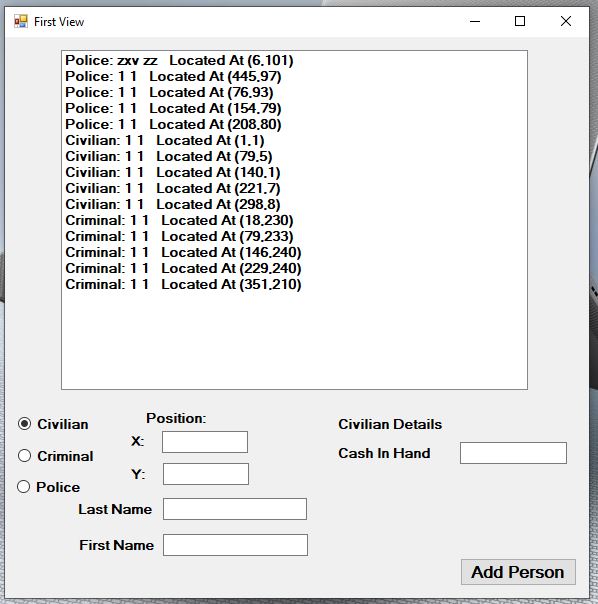 First View
Police: zxv zz Located At (6,101)
Police: 1 1 Located At (445,97)
Police: 1 1 Located At (76,93)
Police: 1 1 Located At (154,79)
Police: 1 1 Located At (208,80)
Civilian: 1 1 Located At (1,1)
Civilian: 1 1 Located At (79,5)
Civilian: 1 1 Located At (140,1)
Civilian: 1 1 Located At (221,7)
Civilian: 1 1 Located At (298,8)
Criminal: 1 1 Located At (18,230)
Criminal: 1 1 Located At (79,233)
Criminal: 1 1 Located At (146,240)
Criminal: 1 1 Located At (229,240)
Criminal: 1 1 Located At (351,210)
Civilian
Criminal
Police
Position:
X:
Y:
Last Name
First Name
Civilian Details
Cash In Hand
Add Person